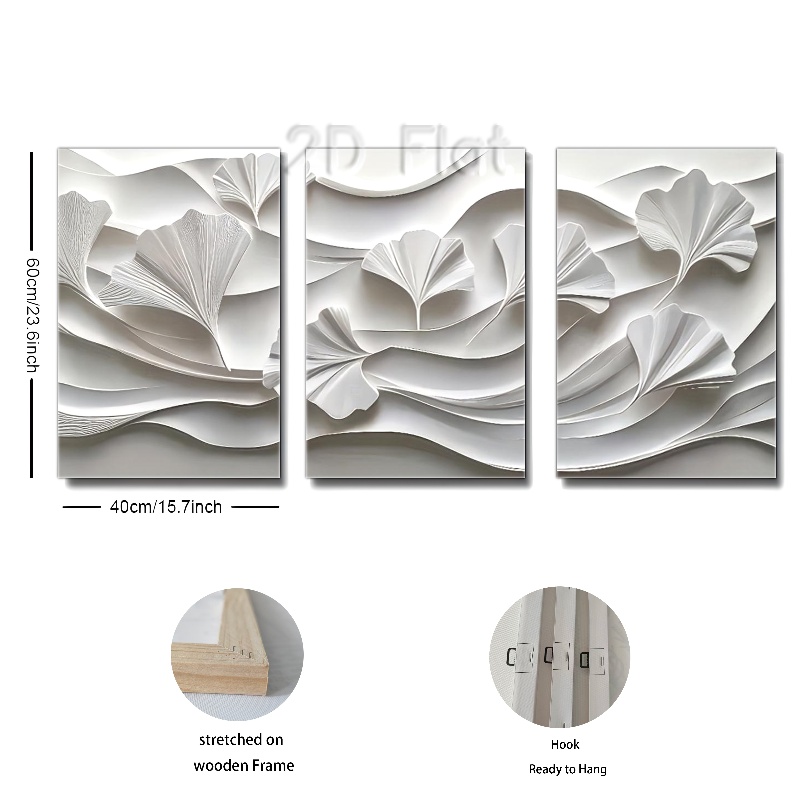 2D Flat
60cm/23.6inch
40cm/15.7inch
stretched on
wooden Frame
Hook
Ready to Hang